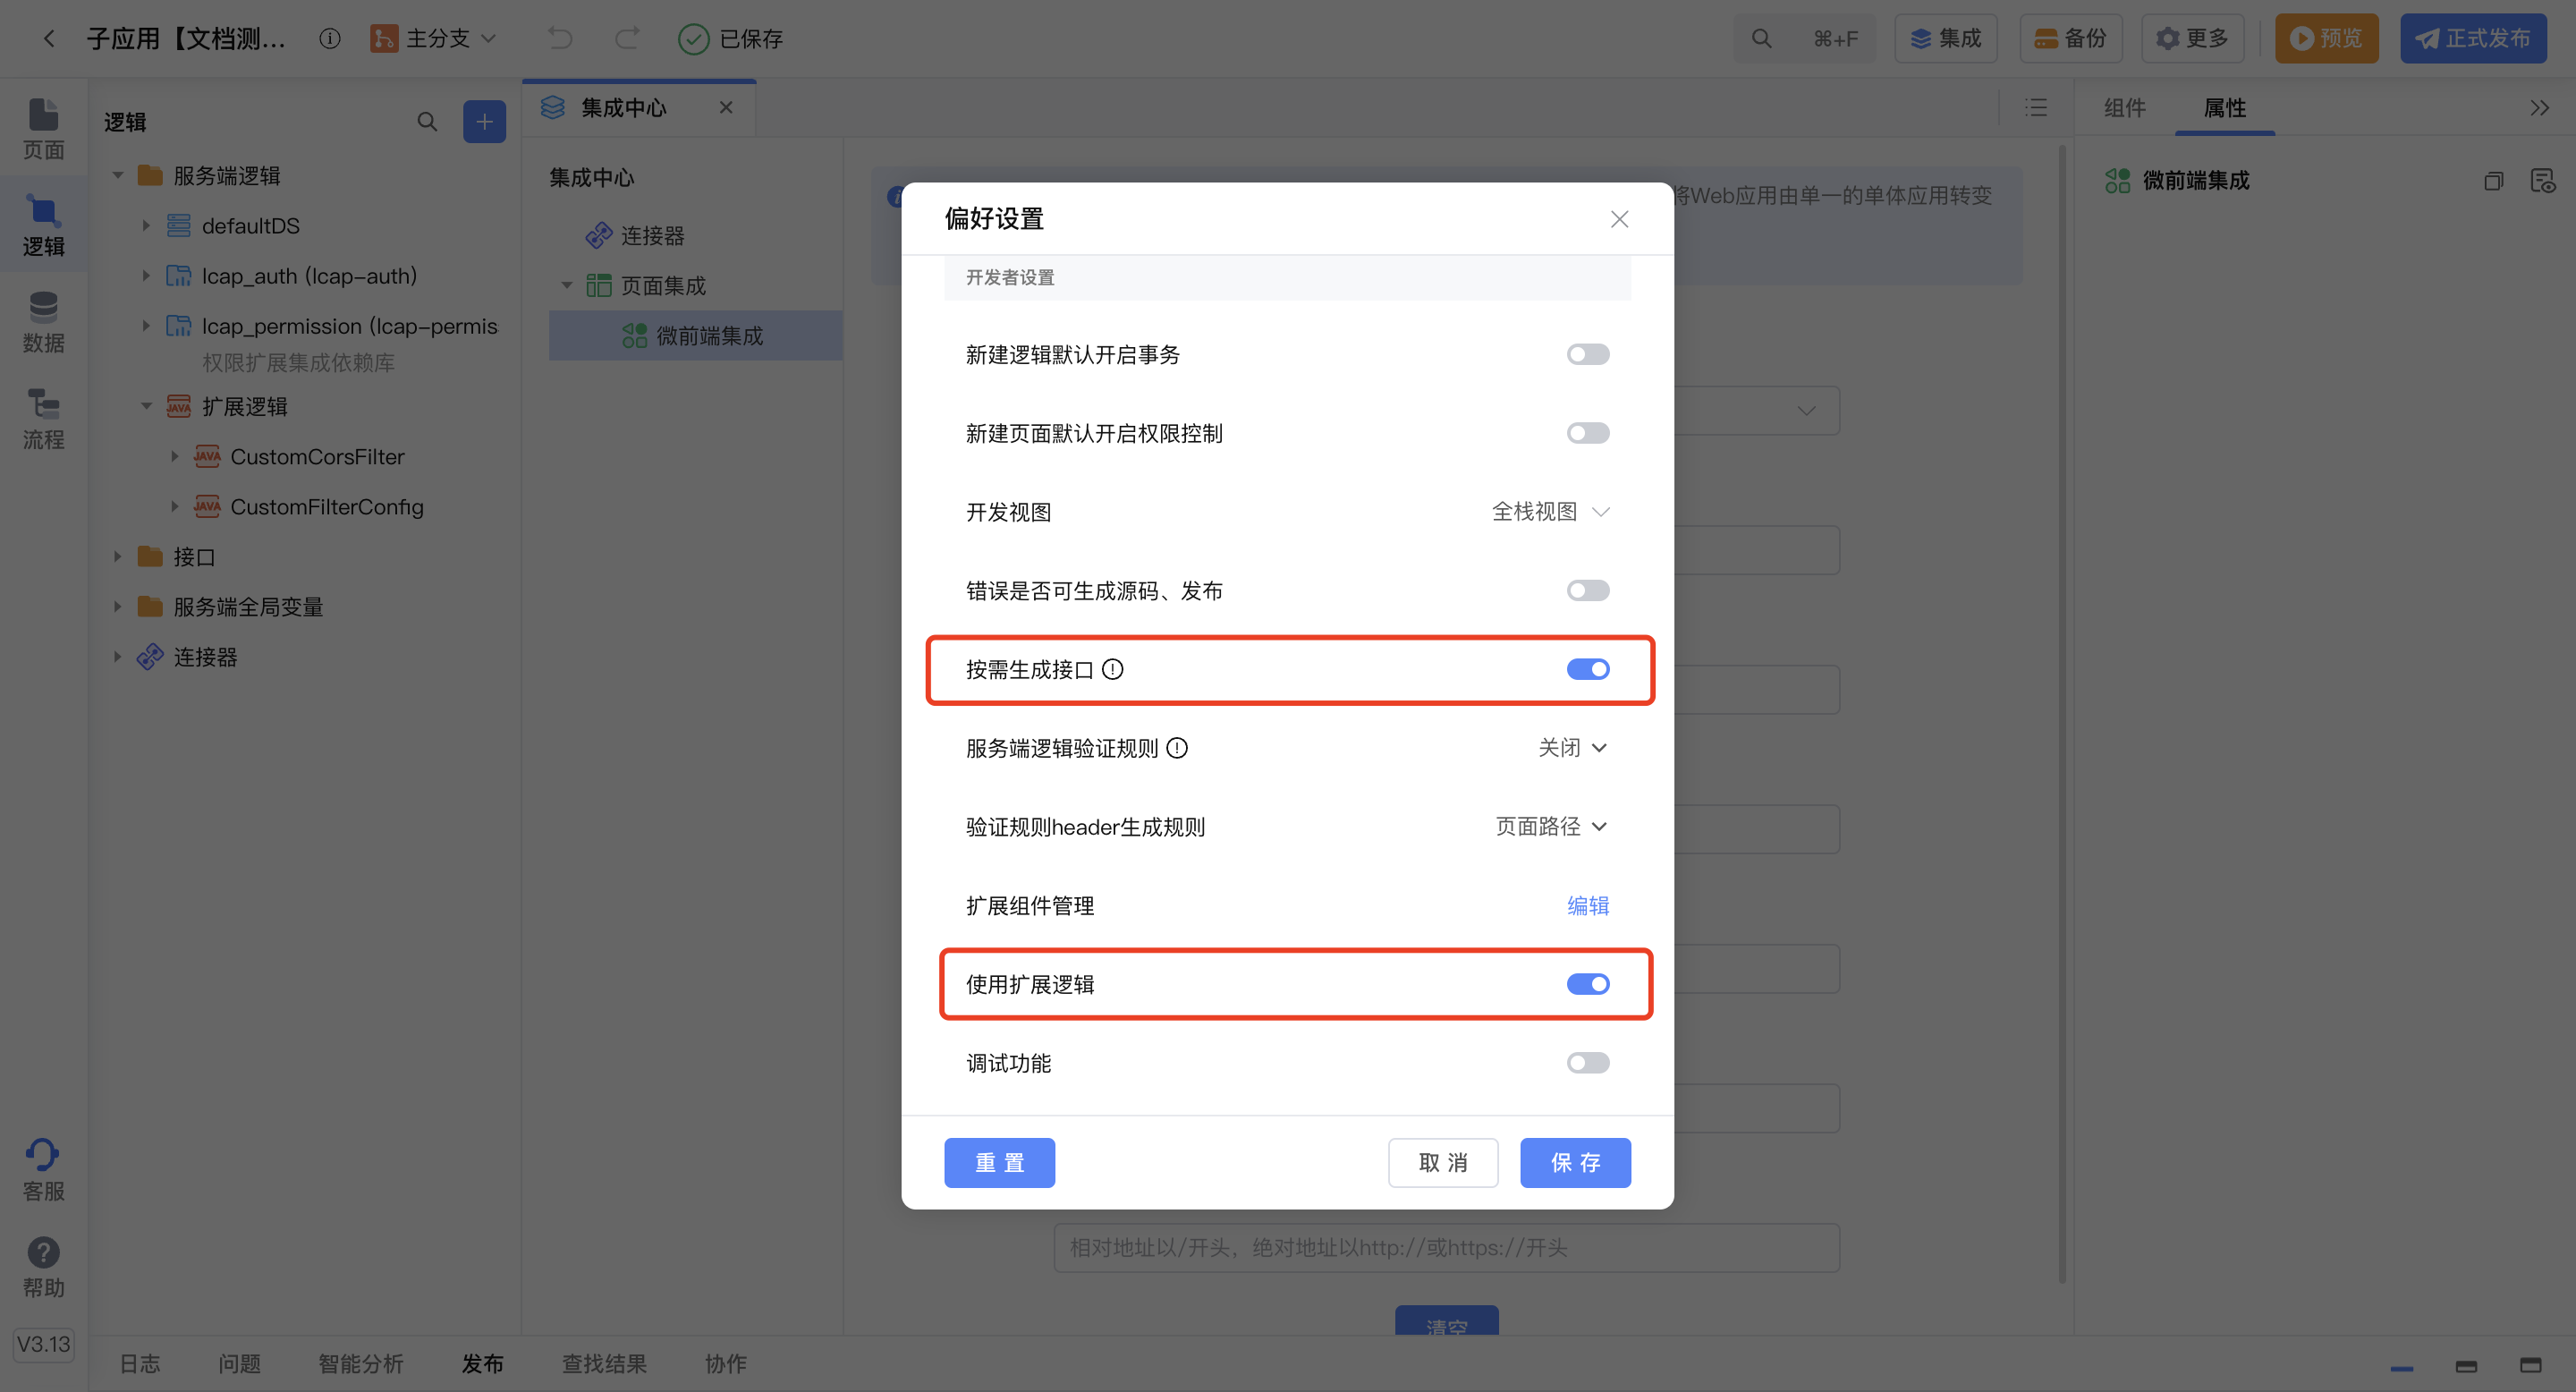 子应用【文档测...
主分支
已保存
⌘+F
集成
备份
更多
预览
正式发布
页面
逻辑
数据
流程
客服
帮助
V3.13
逻辑
服务端逻辑
defaultDS
lcap_auth (lcap-auth)
lcap_permission (lcap-permis
权限扩展集成依赖库
扩展逻辑
CustomCorsFilter
CustomFilterConfig
接口
服务端全局变量
连接器
集成中心
集成中心
连接器
页面集成
微前端集成
将Web应用由单一的单体应用转变
偏好设置
开发者设置
新建逻辑默认开启事务
新建页面默认开启权限控制
开发视图
全栈视图
错误是否可生成源码、发布
按需生成接口
服务端逻辑验证规则
关闭
验证规则header生成规则
页面路径
扩展组件管理
编辑
使用扩展逻辑
调试功能
重 置
取 消
保 存
相对地址以/开头，绝对地址以http://或https://开头
清空
组件
属性
微前端集成
日志
问题
智能分析
发布
查找结果
协作